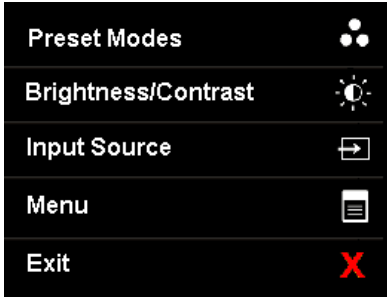 Preset Modes
Brightness/Contrast
Input Source
Menu
Exit